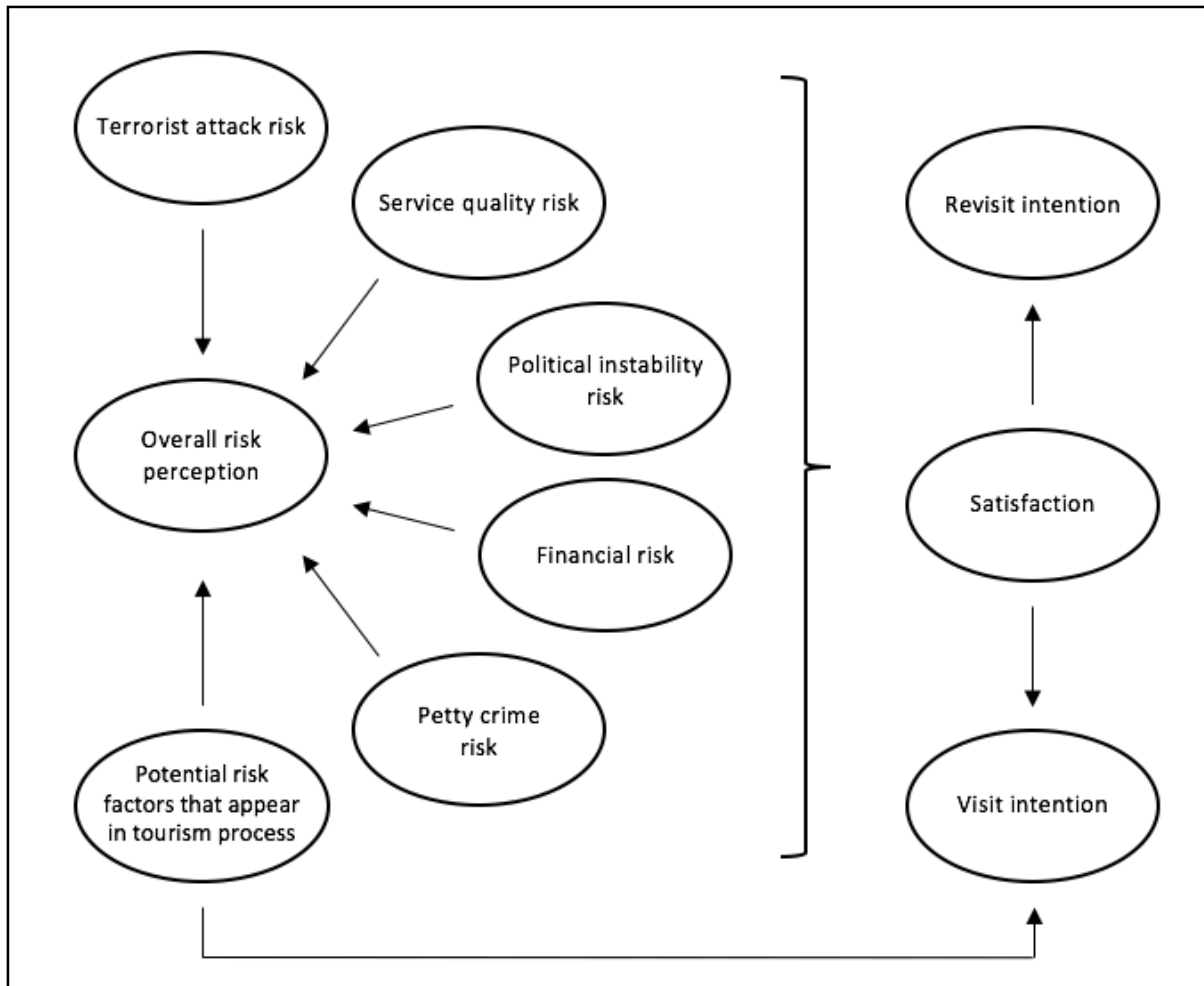 Terrorist attack risk
Service quality risk
Revisit intention
Political instability
risk
Overall risk
perception
Satisfaction
Financial risk
Petty crime
risk
Potential risk
factors that appear
in tourism process
Visit intention